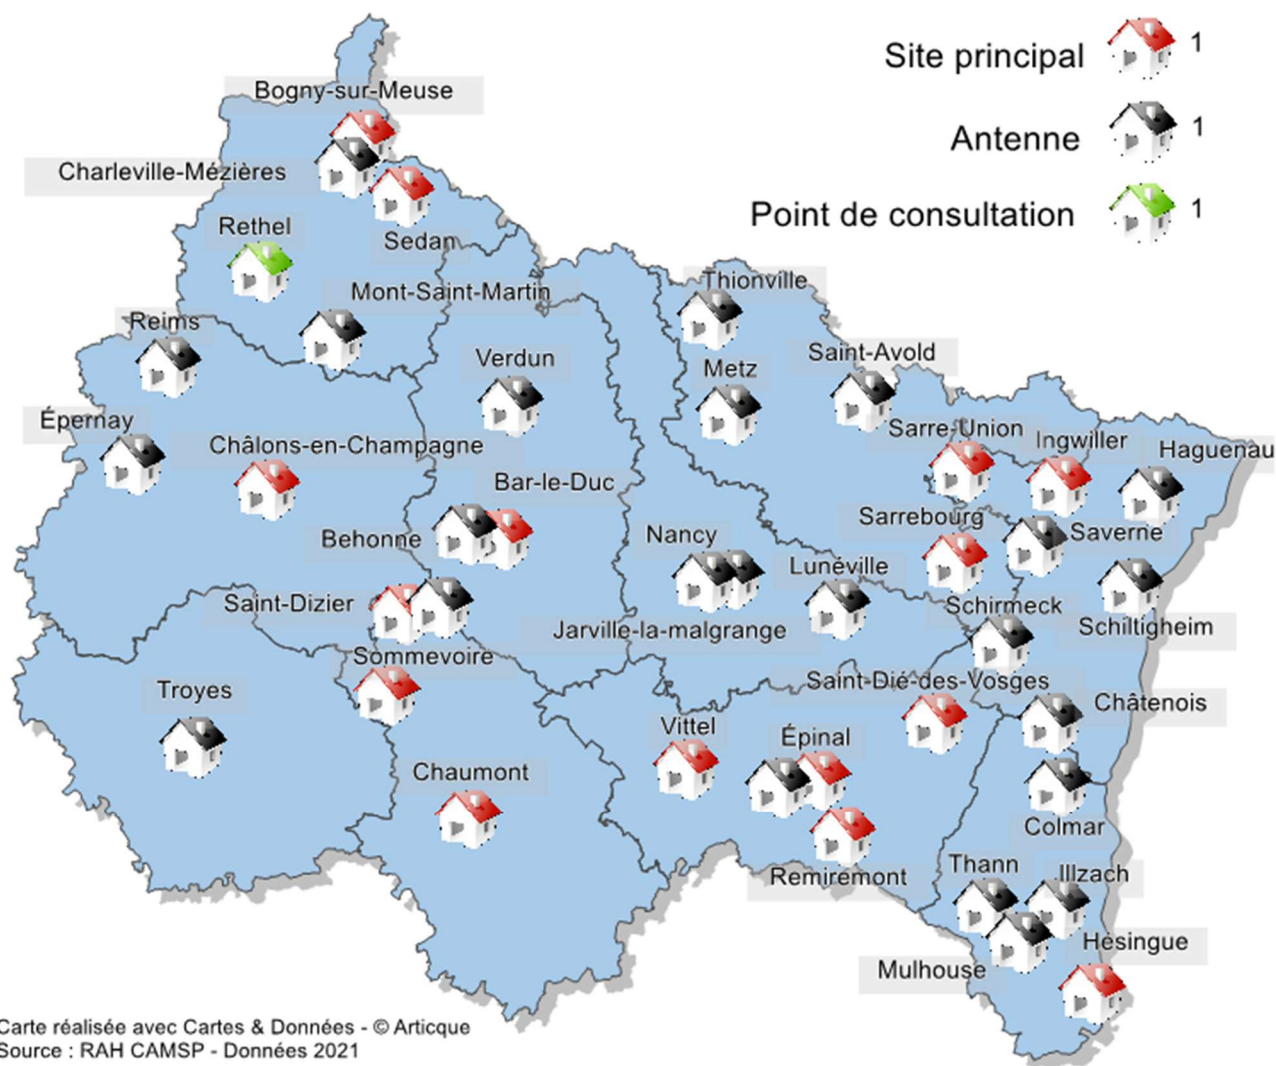 Site principal 1
Antenne 1
Point de consultation 1
Bogny-sur-Meuse
Charleville-Mézières
Rethel
Sedan
Mont-Saint-Martin
Thionville
Reims
Verdun
Metz
Saint-Avold
Épernay
Châlons-en-Champagne
Sarre-Union
Ingwiller
Haguenau
Bar-le-Duc
Behonne
Nancy
Sarrebourg
Saverne
Lunéville
Saint-Dizier
Jarville-la-malgrange
Schirmeck
Schiltigheim
Sommevoire
Saint-Dié-des-Vosges
Troyes
Châtenois
Vittel
Épinal
Chaumont
Colmar
Remiremont
Thann
Illzach
Hésingue
Mulhouse
Carte réalisée avec Cartes & Données - © Articque
Source : RAH CAMSP - Données 2021